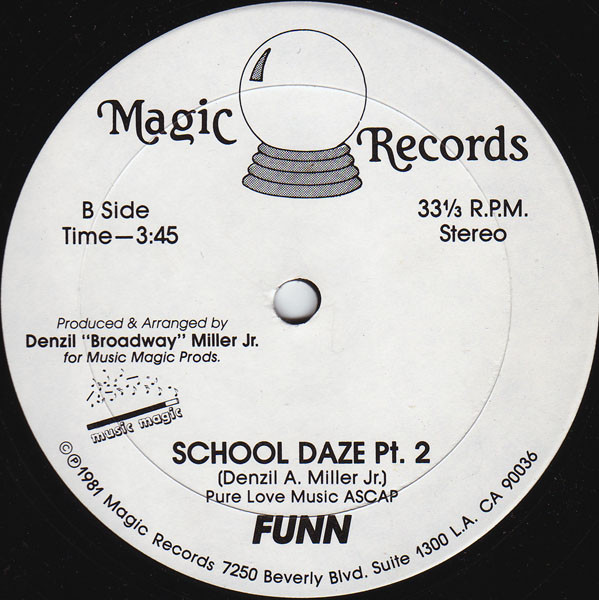 Magic Records
B Side
Time—3:45
33⅓ R.P.M.
Stereo
Produced & Arranged by
Denzil "Broadway" Miller Jr.
for Music Magic Prods.
music magic
SCHOOL DAZE Pt. 2
(Denzil A. Miller Jr.)
Pure Love Music ASCAP
FUNN
©℗1981 Magic Records 7250 Beverly Blvd. Suite 1300 L.A. CA 90036